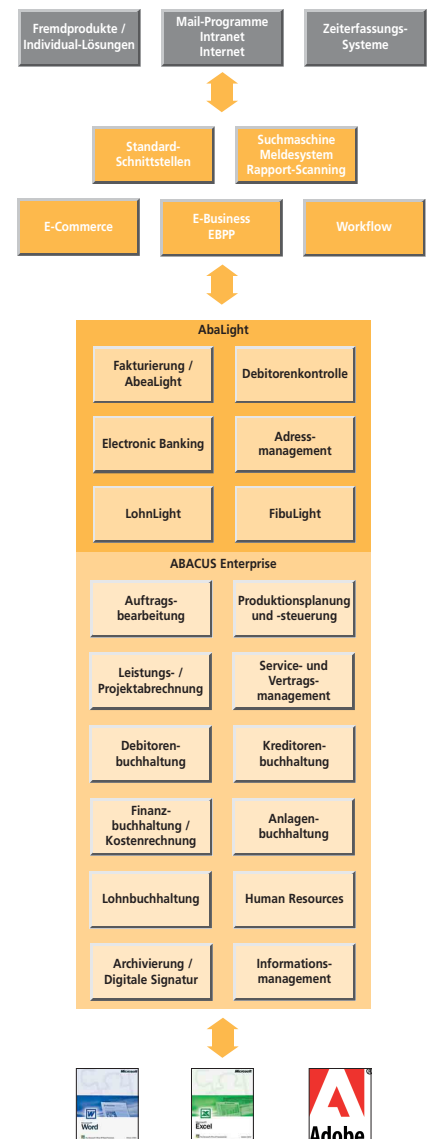 Fremdprodukte /
Individual-Lösungen
Mail-Programme
Intranet
Internet
Zeiterfassungs-
Systeme
Standard-
Schnittstellen
Suchmaschine
Meldesystem
Rapport-Scanning
E-Commerce
E-Business
EBPP
Workflow
AbaLight
Fakturierung /
AbeaLight
Debitorenkontrolle
Electronic Banking
Adress-
management
LohnLight
FibuLight
ABACUS Enterprise
Auftrags-
bearbeitung
Produktionsplanung
und -steuerung
Leistungs- /
Projektabrechnung
Service- und
Vertrags-
management
Debitoren-
buchhaltung
Kreditoren-
buchhaltung
Finanz-
buchhaltung /
Kostenrechnung
Anlagen-
buchhaltung
Lohnbuchhaltung
Human Resources
Archivierung /
Digitale Signatur
Informations-
management
Microsoft
Word
Microsoft
Excel
Adobe